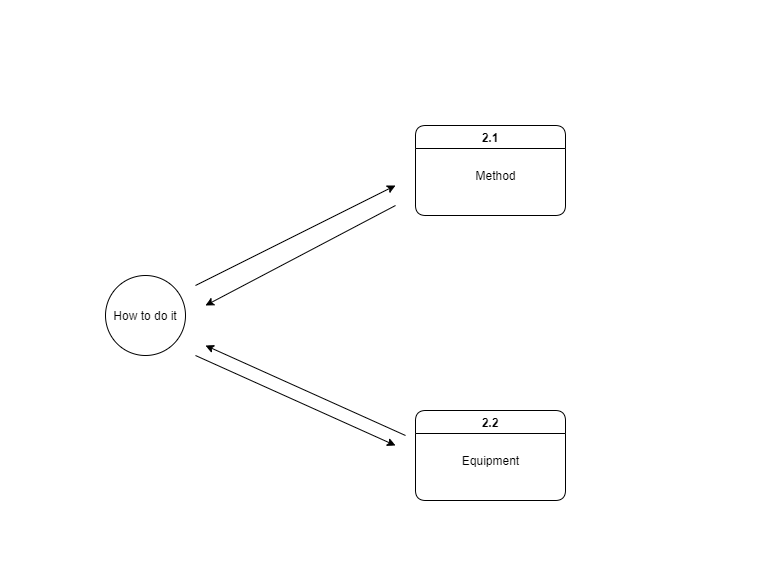 2.1
Method
How to do it
2.2
Equipment